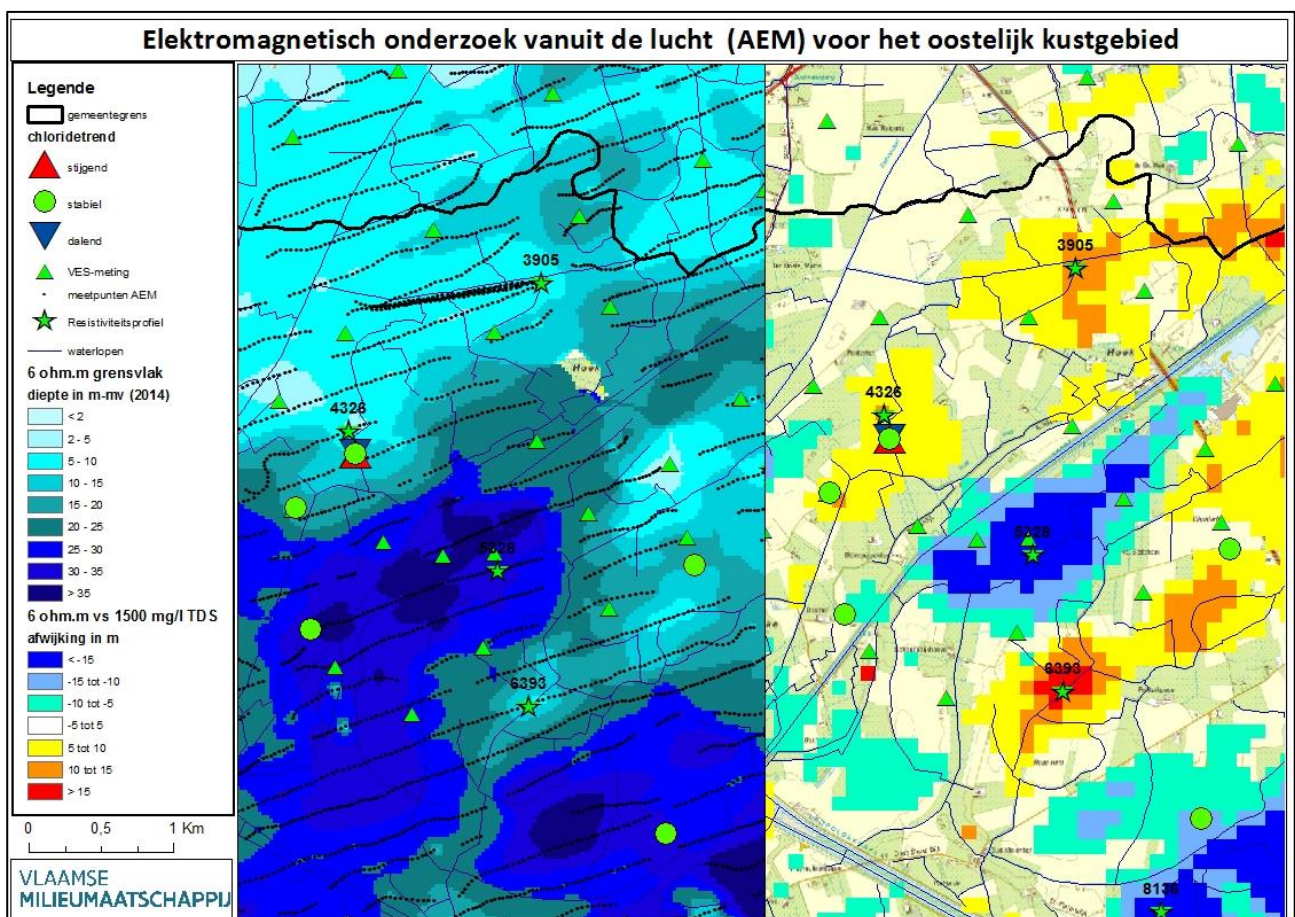 Elektromagnetisch onderzoek vanuit de lucht (AEM) voor het oostelijk kustgebied
Legende
gemeentegrens
chloridetrend
stijgend
stabiel
dalend
VES-meting
meetpunten AEM
Resistiviteitsprofiel
waterlopen
6 ohm.m grensvlak
diepte in m-mv (2014)
< 2
2 - 5
5 - 10
10 - 15
15 - 20
20 - 25
25 - 30
30 - 35
> 35
6 ohm.m vs 1500 mg/l TDS
afwijking in m
< -15
-15 tot -10
-10 tot -5
-5 tot 5
5 tot 10
10 tot 15
> 15
0 0,5 1 Km
VLAAMSE
MILIEUMAATSCHAPPIJ
3905
Hoek
4326
5328
6393
3905
Hoek
4326
5328
6393
8136